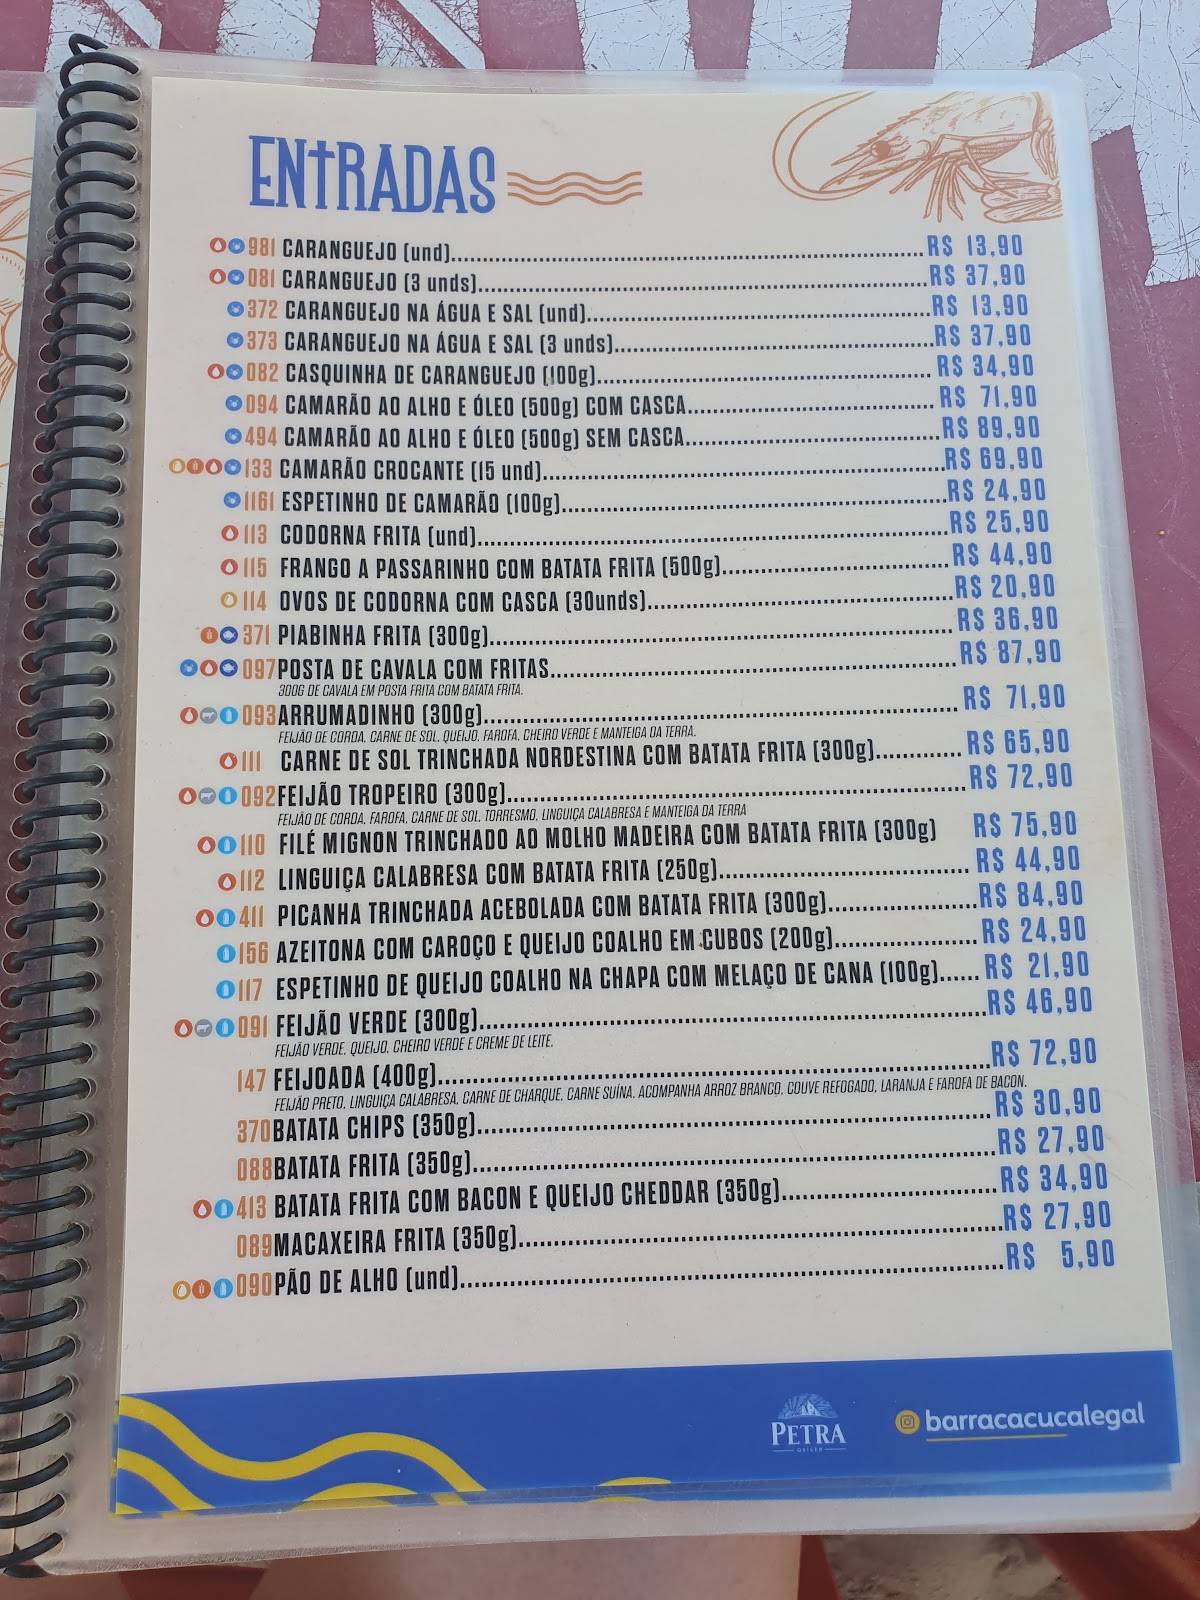 ENTRADAS
981 CARANGUEJO (und)........R$ 13,90
081 CARANGUEJO (3 unds)........R$ 37,90
372 CARANGUEJO NA ÁGUA E SAL (und)........R$ 13,90
373 CARANGUEJO NA ÁGUA E SAL (3 unds)........R$ 37,90
082 CASQUINHA DE CARANGUEJO (100g)........R$ 34,90
094 CAMARÃO AO ALHO E ÓLEO (500g) COM CASCA........R$ 71,90
494 CAMARÃO AO ALHO E ÓLEO (500g) SEM CASCA........R$ 89,90
133 CAMARÃO CROCANTE (15 und)........R$ 69,90
1161 ESPETINHO DE CAMARÃO (100g)........R$ 24,90
113 CODORNA FRITA (und)........R$ 25,90
115 FRANGO A PASSARINHO COM BATATA FRITA (500g)........R$ 44,90
114 OVOS DE CODORNA COM CASCA (30unds)........R$ 20,90
371 PIABINHA FRITA (300g)........R$ 36,90
097 POSTA DE CAVALA COM FRITAS........R$ 87,90
300G DE CAVALA EM POSTA FRITA COM BATATA FRITA.
093 ARRUMADINHO (300g)........R$ 71,90
FEIJÃO DE CORDA, CARNE DE SOL, QUEIJO, FAROFA, CHEIRO VERDE E MANTEIGA DA TERRA.
111 CARNE DE SOL TRINCHADA NORDESTINA COM BATATA FRITA (300g)........R$ 65,90
092 FEIJÃO TROPEIRO (300g)........R$ 72,90
FEIJÃO DE CORDA, FAROFA, CARNE DE SOL, TORRESMO, LINGUIÇA CALABRESA E MANTEIGA DA TERRA
110 FILÉ MIGNON TRINCHADO AO MOLHO MADEIRA COM BATATA FRITA (300g) R$ 75,90
112 LINGUIÇA CALABRESA COM BATATA FRITA (250g)........R$ 44,90
411 PICANHA TRINCHADA ACEBOLADA COM BATATA FRITA (300g)........R$ 84,90
156 AZEITONA COM CAROÇO E QUEIJO COALHO EM CUBOS (200g)........R$ 24,90
117 ESPETINHO DE QUEIJO COALHO NA CHAPA COM MELAÇO DE CANA (100g)......R$ 21,90
091 FEIJÃO VERDE (300g)........R$ 46,90
FEIJÃO VERDE, QUEIJO, CHEIRO VERDE E CREME DE LEITE.
147 FEIJOADA (400g)........R$ 72,90
FEIJÃO PRETO, LINGUIÇA CALABRESA, CARNE DE CHARQUE, CARNE SUÍNA, ACOMPANHA ARROZ BRANCO, COUVE REFOGADO, LARANJA E FAROFA DE BACON.
370 BATATA CHIPS (350g)........R$ 30,90
088 BATATA FRITA (350g)........R$ 27,90
413 BATATA FRITA COM BACON E QUEIJO CHEDDAR (350g)........R$ 34,90
089 MACAXEIRA FRITA (350g)........R$ 27,90
090 PÃO DE ALHO (und)........R$ 5,90
PETRA
ORIGEM
barracacucalegal